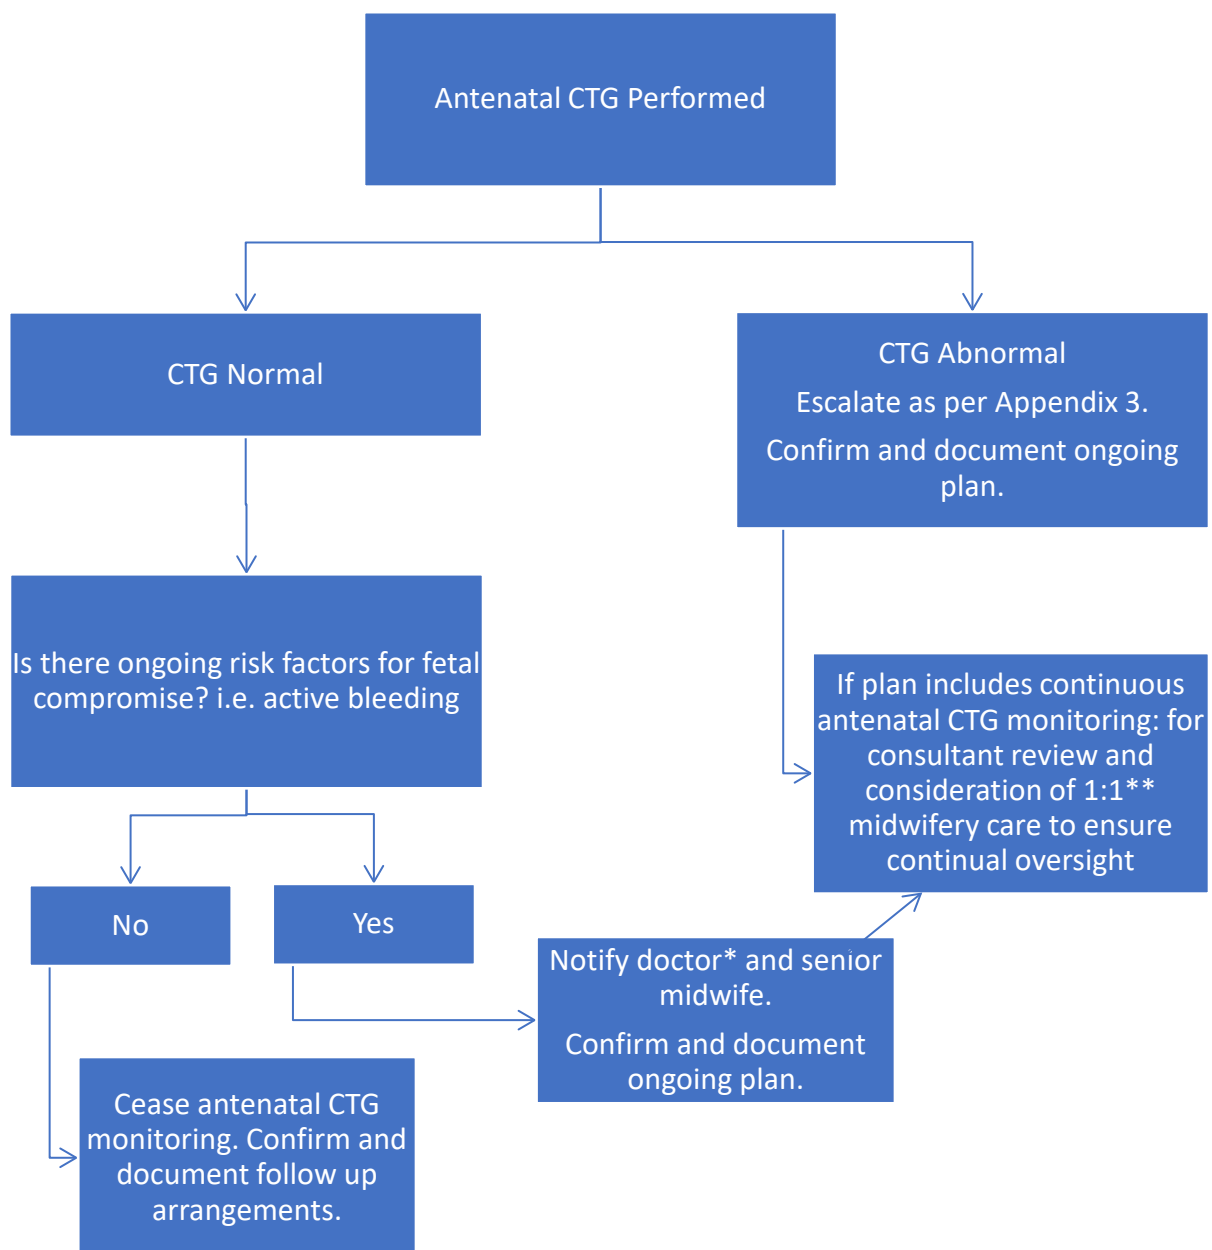 Antenatal CTG Performed
CTG Normal
CTG Abnormal
Escalate as per Appendix 3.
Confirm and document ongoing
plan.
Is there ongoing risk factors for fetal
compromise? i.e. active bleeding
If plan includes continuous
antenatal CTG monitoring: for
consultant review and
consideration of 1:1**
midwifery care to ensure
continual oversight
No
Yes
Notify doctor* and senior
midwife.
Confirm and document
ongoing plan.
Cease antenatal CTG
monitoring. Confirm and
document follow up
arrangements.